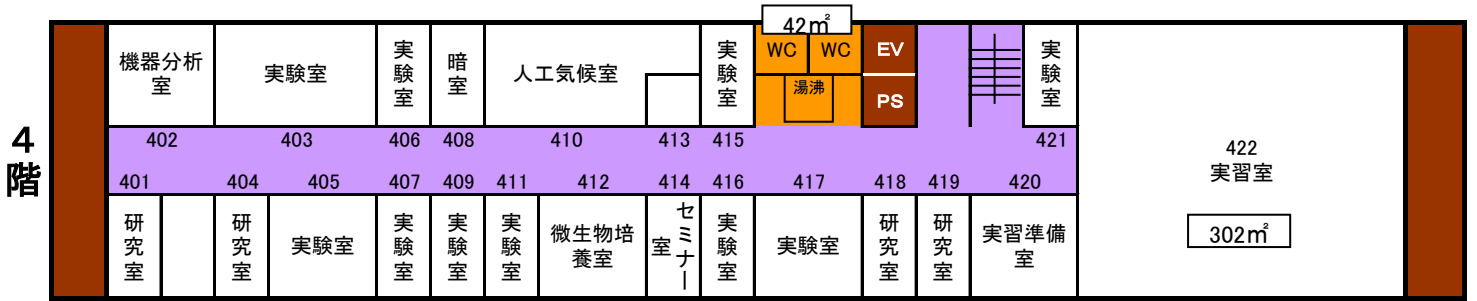 4階
42㎡
機器分析室
実験室
実験室
暗室
人工気候室
実験室
WC
WC
湯沸
EV
PS
実験室
402
403
406
408
410
413
415
421
401
404
405
407
409
411
412
414
416
417
418
419
420
422
実習室
302㎡
研究室
研究室
実験室
実験室
実験室
実験室
微生物培養室
セミナー室
実験室
実験室
研究室
研究室
実習準備室